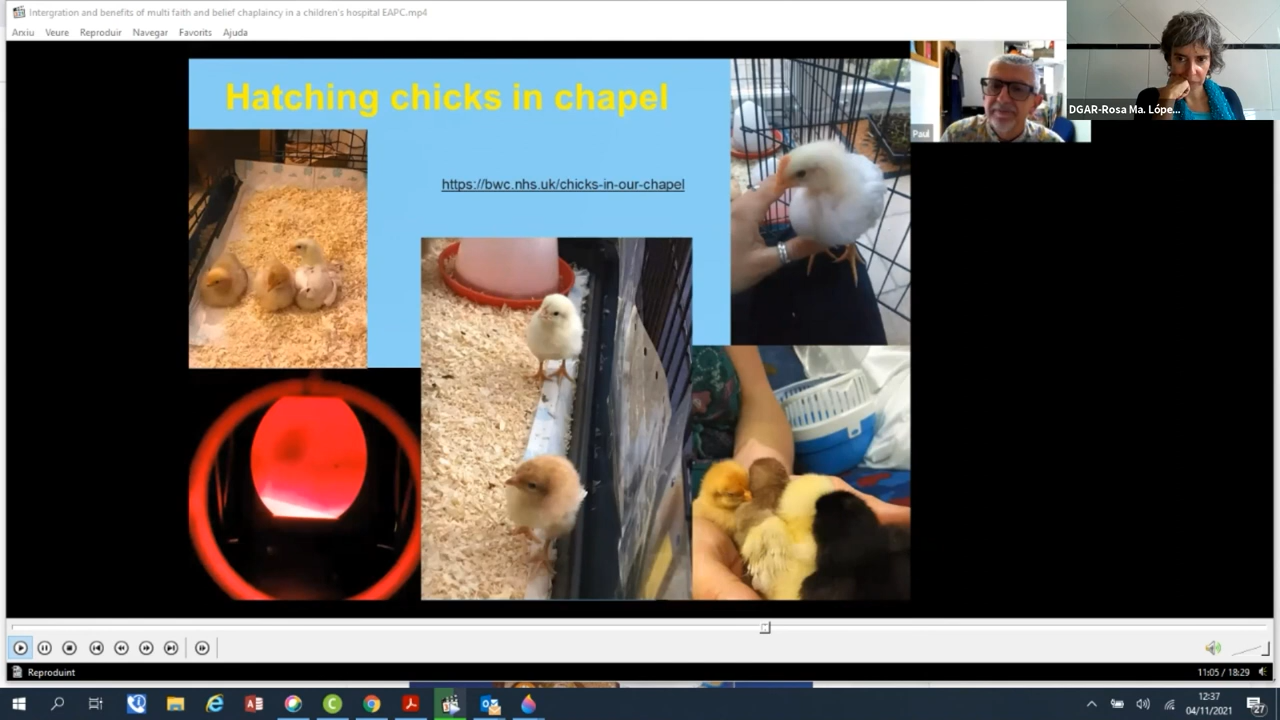 Intergration and benefits of multi faith and belief chaplaincy in a children's hospital EAPC.mp4
Arxiu Veure Reproduir Navegar Favorits Ajuda
Hatching chicks in chapel
https://bwc.nhs.uk/chicks-in-our-chapel
Paul
DGAR-Rosa Ma. Lópe...
Reproduint
11:05 / 18:29
12:37
04/11/2021
27